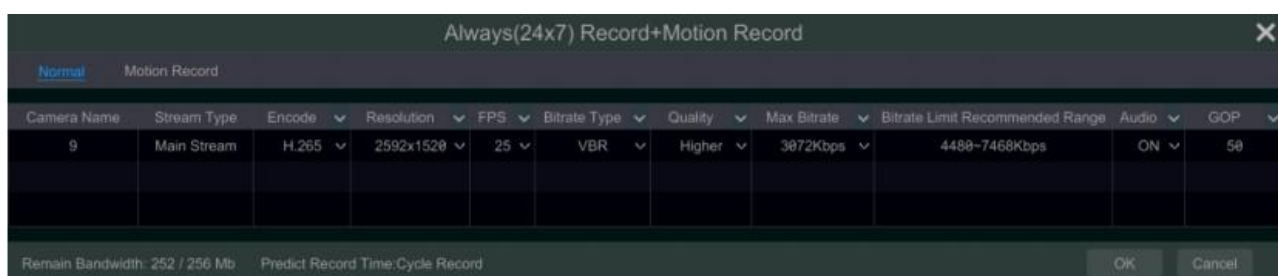 Always(24x7) Record+Motion Record
Normal Motion Record
Camera Name Stream Type Encode Resolution FPS Bitrate Type Quality Max Bitrate Bitrate Limit Recommended Range Audio GOP
9 Main Stream H.265 2592x1520 25 VBR Higher 3072Kbps 4480~7468Kbps ON 50
Remain Bandwidth: 252 / 256 Mb Predict Record Time:Cycle Record OK Cancel